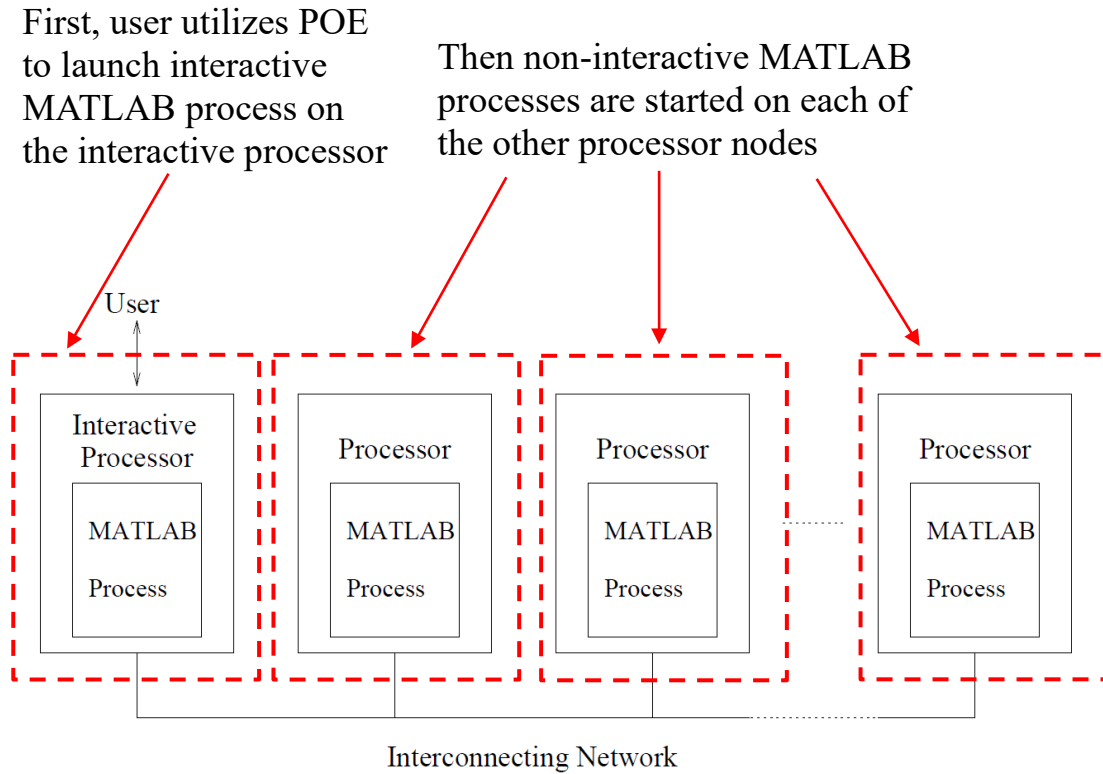 First, user utilizes POE
to launch interactive
MATLAB process on
the interactive processor
Then non-interactive MATLAB
processes are started on each of
the other processor nodes
User
Interactive
Processor
MATLAB
Process
Processor
MATLAB
Process
Processor
MATLAB
Process
Processor
MATLAB
Process
Interconnecting Network